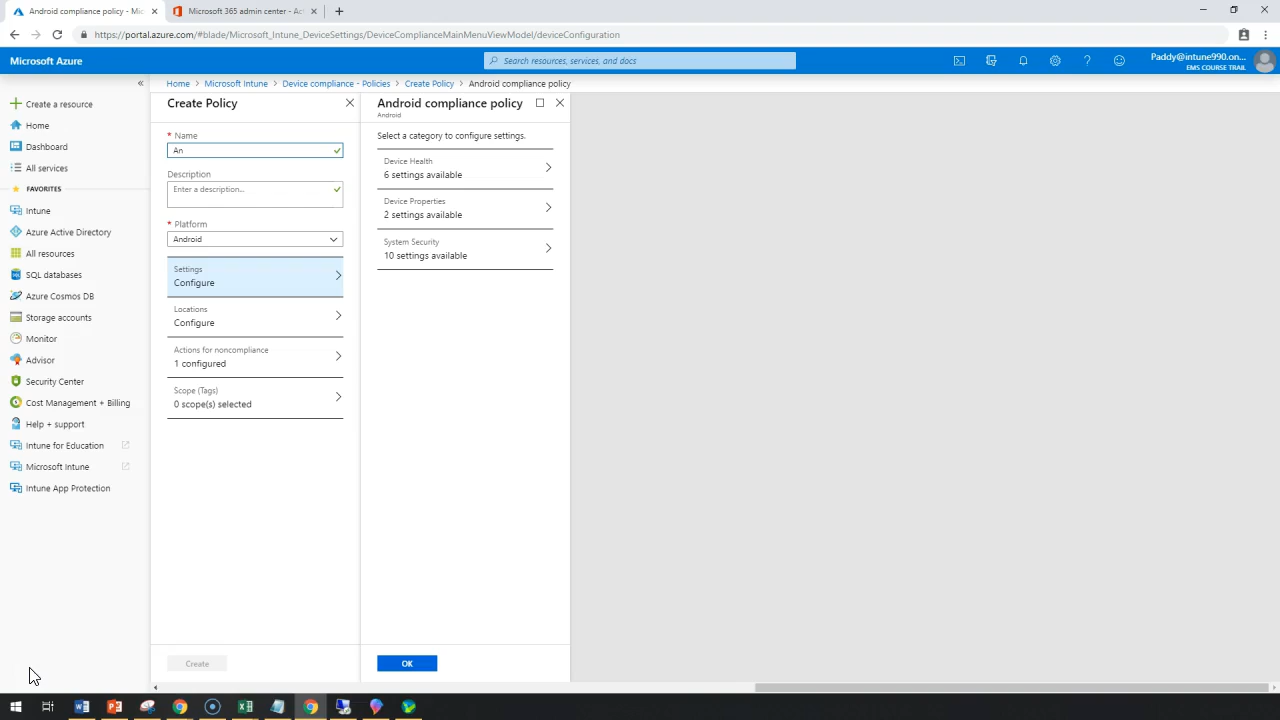 Android compliance policy - Mic
Microsoft 365 admin center - Ac
https://portal.azure.com/#blade/Microsoft_Intune_DeviceSettings/DeviceComplianceMainMenuViewModel/deviceConfiguration
Microsoft Azure
Search resources, services, and docs
Paddy@intune990.on...
EMS COURSE TRAIL
Home > Microsoft Intune > Device compliance - Policies > Create Policy > Android compliance policy
Create a resource
Home
Dashboard
All services
FAVORITES
Intune
Azure Active Directory
All resources
SQL databases
Azure Cosmos DB
Storage accounts
Monitor
Advisor
Security Center
Cost Management + Billing
Help + support
Intune for Education
Microsoft Intune
Intune App Protection
Create Policy
* Name
An
Description
Enter a description...
* Platform
Android
Settings
Configure
Locations
Configure
Actions for noncompliance
1 configured
Scope (Tags)
0 scope(s) selected
Create
Android compliance policy
Android
Select a category to configure settings.
Device Health
6 settings available
Device Properties
2 settings available
System Security
10 settings available
OK